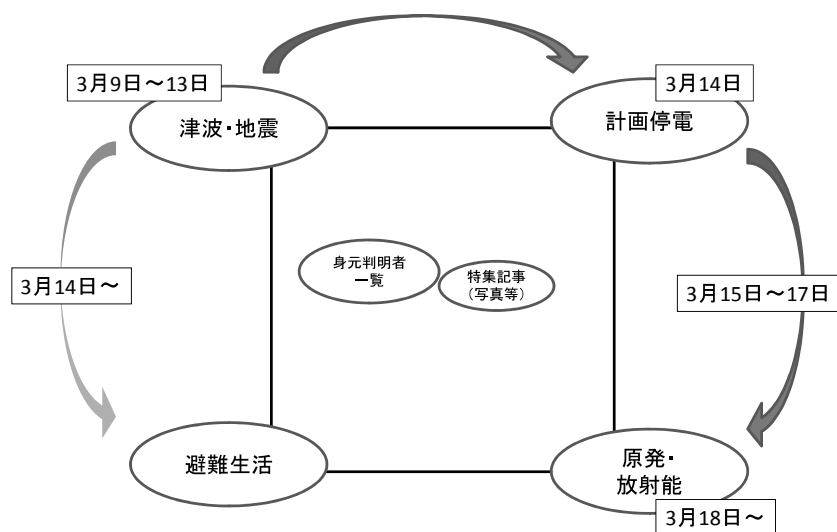 3月9日～13日
津波・地震
3月14日
計画停電
身元判明者
一覧
特集記事
（写真等）
3月14日～
3月15日～17日
避難生活
原発・
放射能
3月18日～